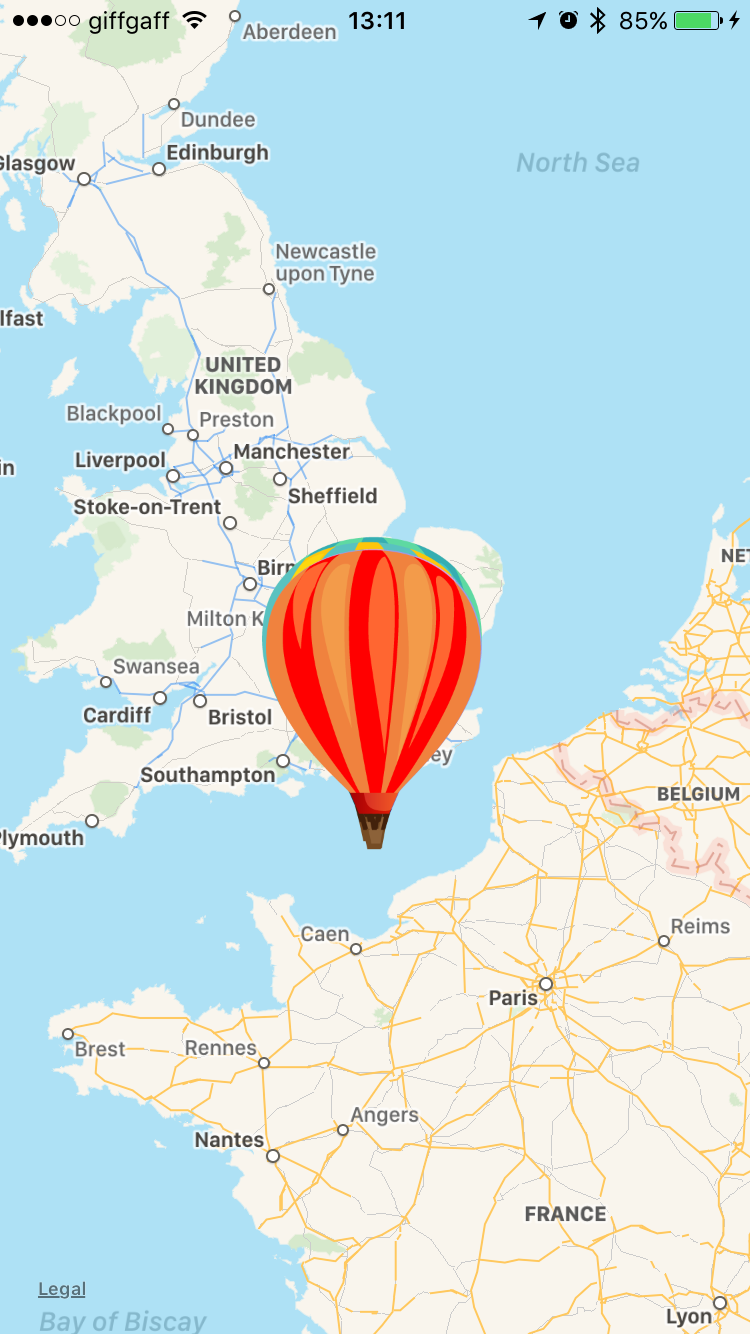 giffgaff 13:11 85%
Aberdeen
Dundee
Edinburgh
Glasgow
North Sea
Newcastle
upon Tyne
lfast
UNITED
KINGDOM
Blackpool
Preston
Manchester
Liverpool
in
Sheffield
Stoke-on-Trent
NET
Birm
Milton K
Swansea
Cardiff
Bristol
ey
Southampton
BELGIUM
Plymouth
Caen
Reims
Paris
Brest
Rennes
Angers
Nantes
FRANCE
Legal
Bay of Biscay
Lyon